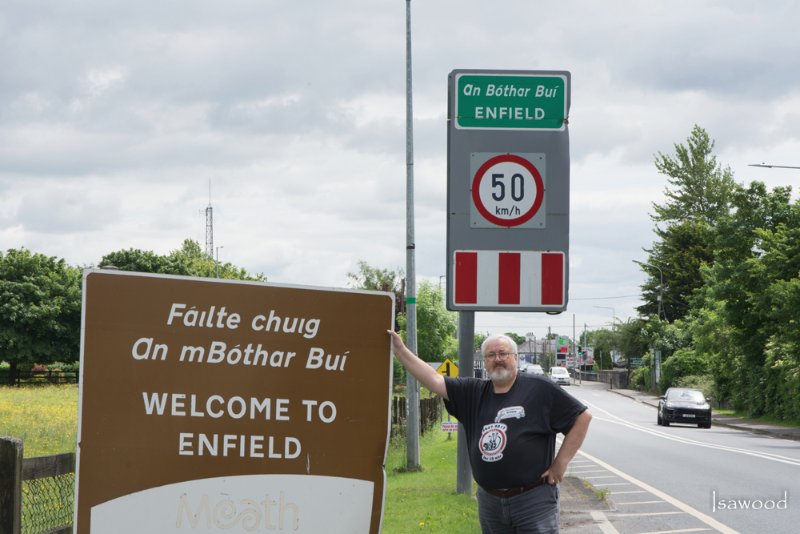 Fáilte chuig
An mBóthar Buí
WELCOME TO
ENFIELD
Meath
An Bóthar Buí
ENFIELD
50
km/h
Isawood